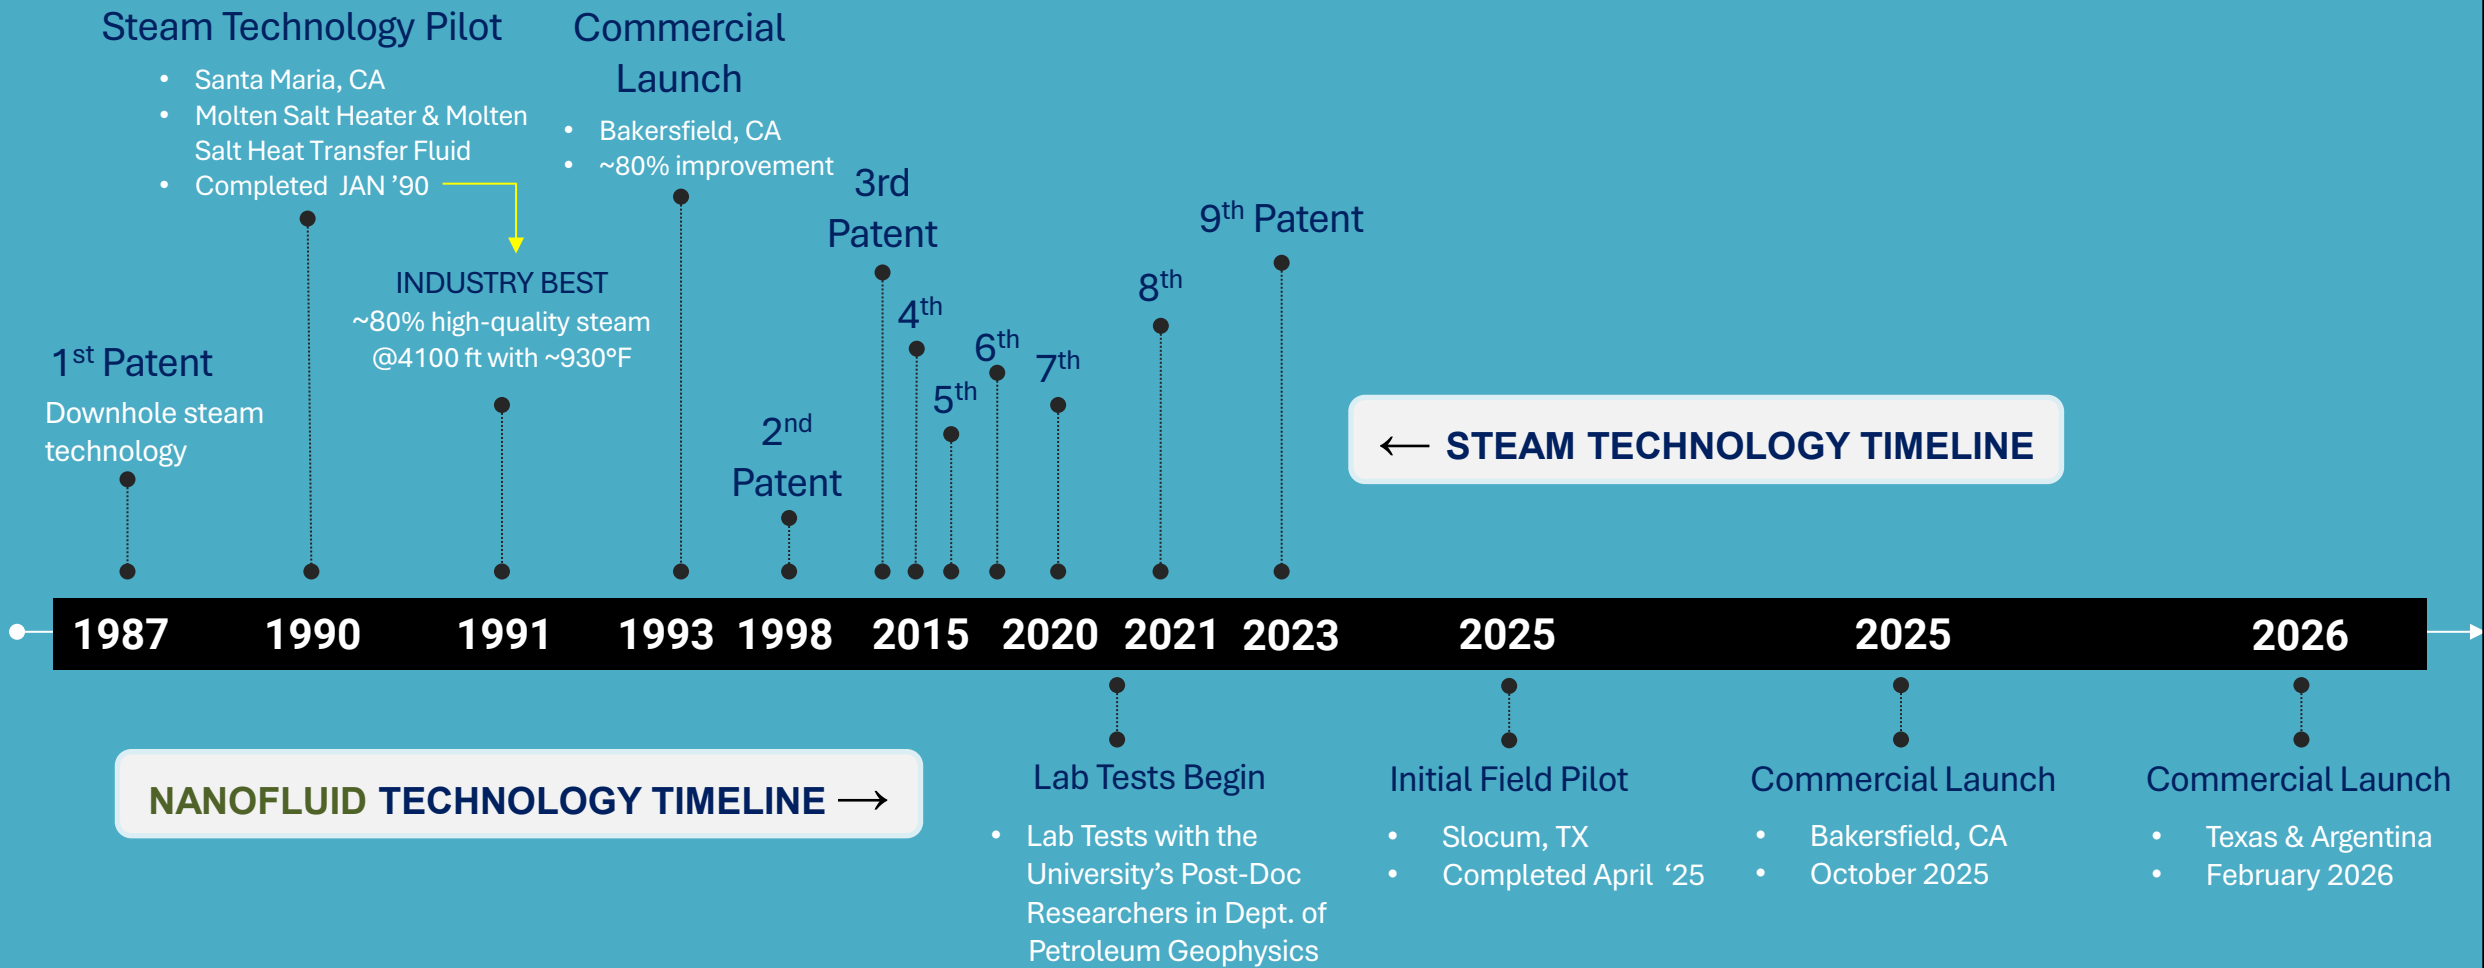 Steam Technology Pilot
• Santa Maria, CA
• Molten Salt Heater & Molten
Salt Heat Transfer Fluid
• Completed JAN ’90
Commercial
Launch
• Bakersfield, CA
• ~80% improvement
INDUSTRY BEST
~80% high-quality steam
@4100 ft with ~930°F
1st Patent
Downhole steam
technology
2nd
Patent
3rd
Patent
4th
5th
6th
7th
8th
9th Patent
← STEAM TECHNOLOGY TIMELINE
1987 1990 1991 1993 1998 2015 2020 2021 2023 2025 2025 2026
NANOFLUID TECHNOLOGY TIMELINE →
Lab Tests Begin
• Lab Tests with the
University’s Post-Doc
Researchers in Dept. of
Petroleum Geophysics
Initial Field Pilot
• Slocum, TX
• Completed April ‘25
Commercial Launch
• Bakersfield, CA
• October 2025
Commercial Launch
• Texas & Argentina
• February 2026